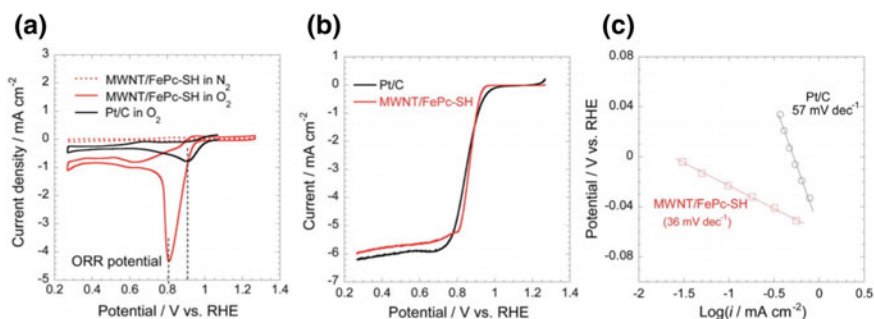 (a)
MWNT/FePc-SH in N2
MWNT/FePc-SH in O2
Pt/C in O2
1
0
-1
-2
-3
-4
5
Current density / mA cm-2
ORR potential
0.2 0.4 0.6 0.8 1.0 1.2 1.4
Potential / V vs. RHE
(b)
Pt/C
MWNT/FePc-SH
1
0
-1
-2
-3
-4
-5
-6
-7
Current / mA cm-2
0.2 0.4 0.6 0.8 1 1.2 1.4
Potential / V vs. RHE
(c)
0.08
0.04
0
-0.04
-0.08
Potential / V vs. RHE
Pt/C
57 mV dec-1
MWNT/FePc-SH
(36 mV dec-1)
-2 -1.5 -1.0 -0.5 0.0 0.5
Log(i / mA cm-2)